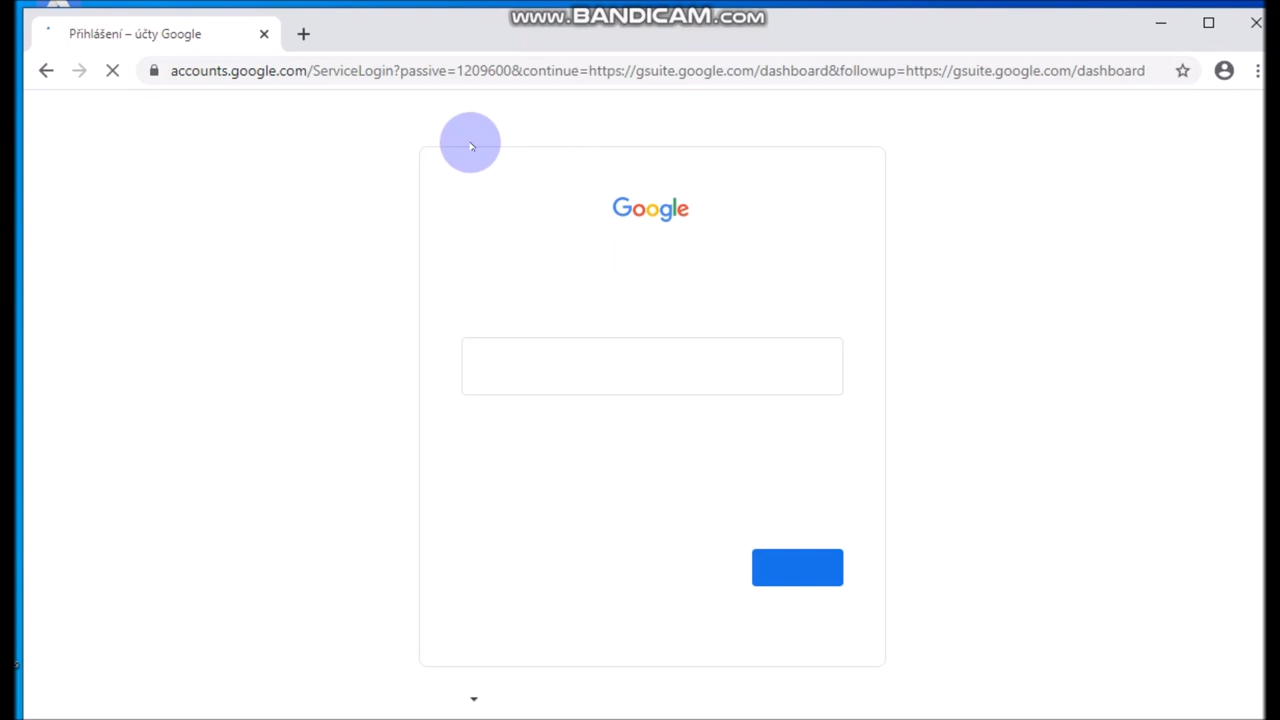 www.BANDICAM.com
Přihlášení – účty Google
accounts.google.com/ServiceLogin?passive=1209600&continue=https://gsuite.google.com/dashboard&followup=https://gsuite.google.com/dashboard
Google